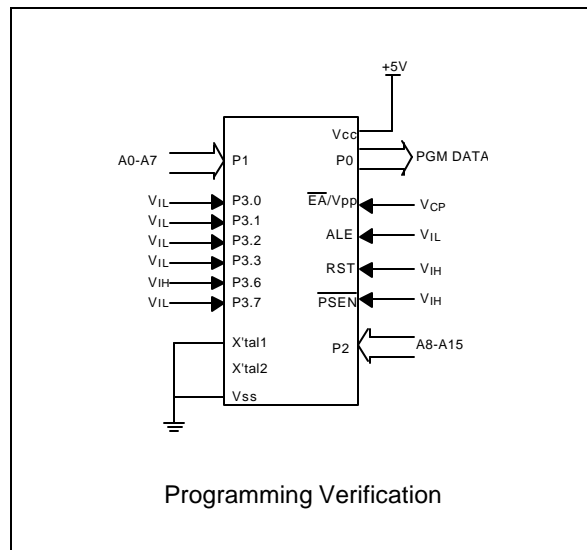 +5V
Vcc
A0-A7 P1 P0 PGM DATA
VIL P3.0 EA/Vpp VCP
VIL P3.1
VIL P3.2 ALE VIL
VIL P3.3 RST VIH
VIH P3.6
VIL P3.7 PSEN VIH
X'tal1 P2 A8-A15
X'tal2
Vss
Programming Verification